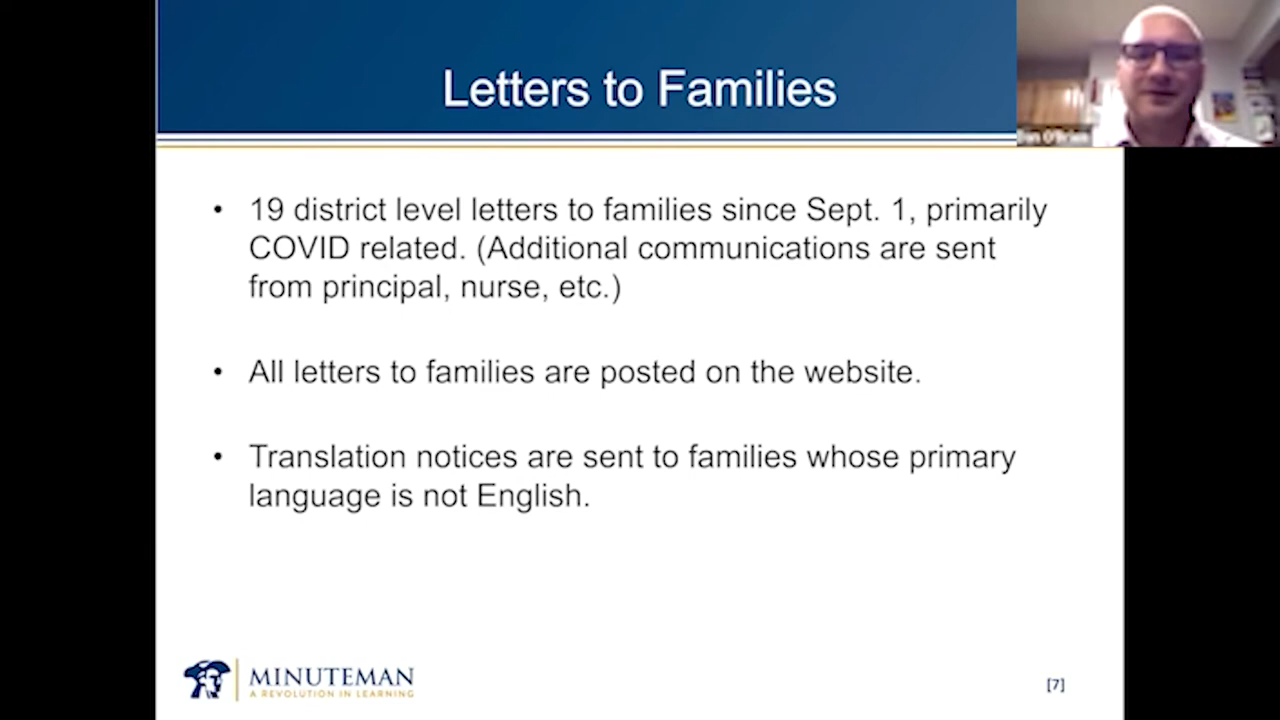 Letters to Families
O'Brien
• 19 district level letters to families since Sept. 1, primarily
COVID related. (Additional communications are sent
from principal, nurse, etc.)
• All letters to families are posted on the website.
• Translation notices are sent to families whose primary
language is not English.
MINUTEMAN
A REVOLUTION IN LEARNING
[7]